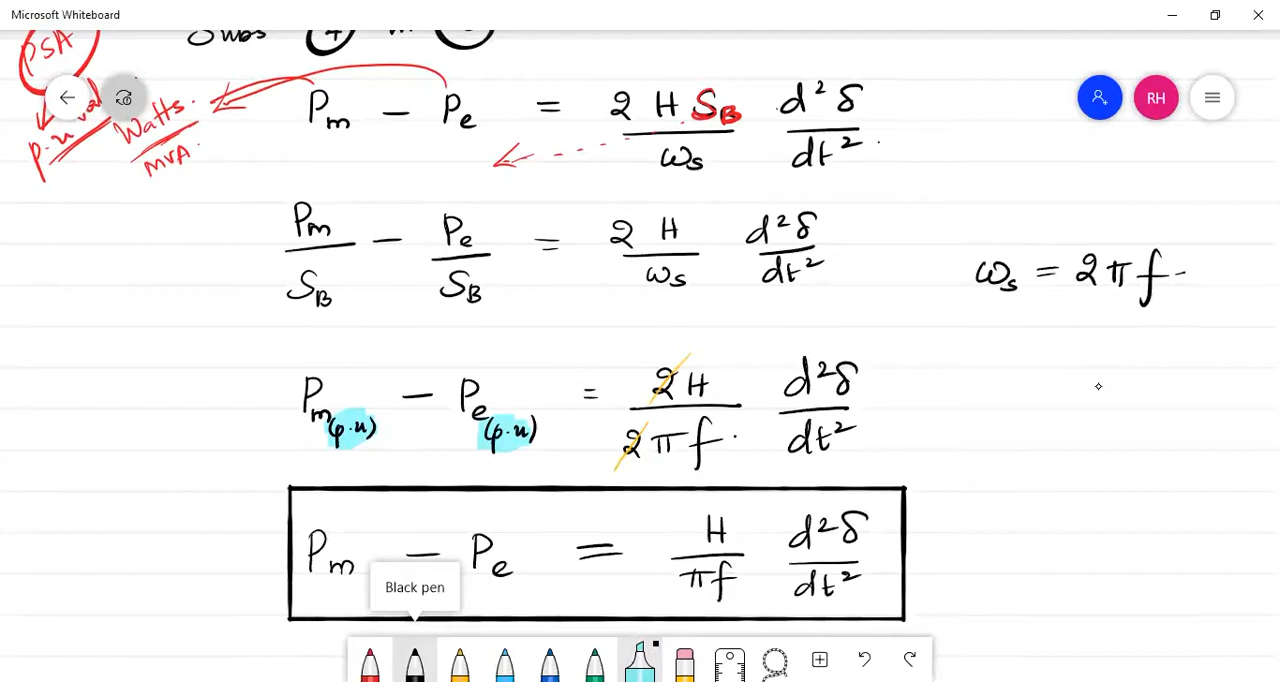 Microsoft Whiteboard
PSA
p.u val
Watts
MVA
RH
Pm − Pe = 2 H SB / ωs d²δ / dt²
Pm / SB − Pe / SB = 2 H / ωs d²δ / dt²
ωs = 2πf
Pm(p.u) − Pe(p.u) = 2H / 2πf d²δ / dt²
Pm − Pe = H / πf d²δ / dt²
Black pen